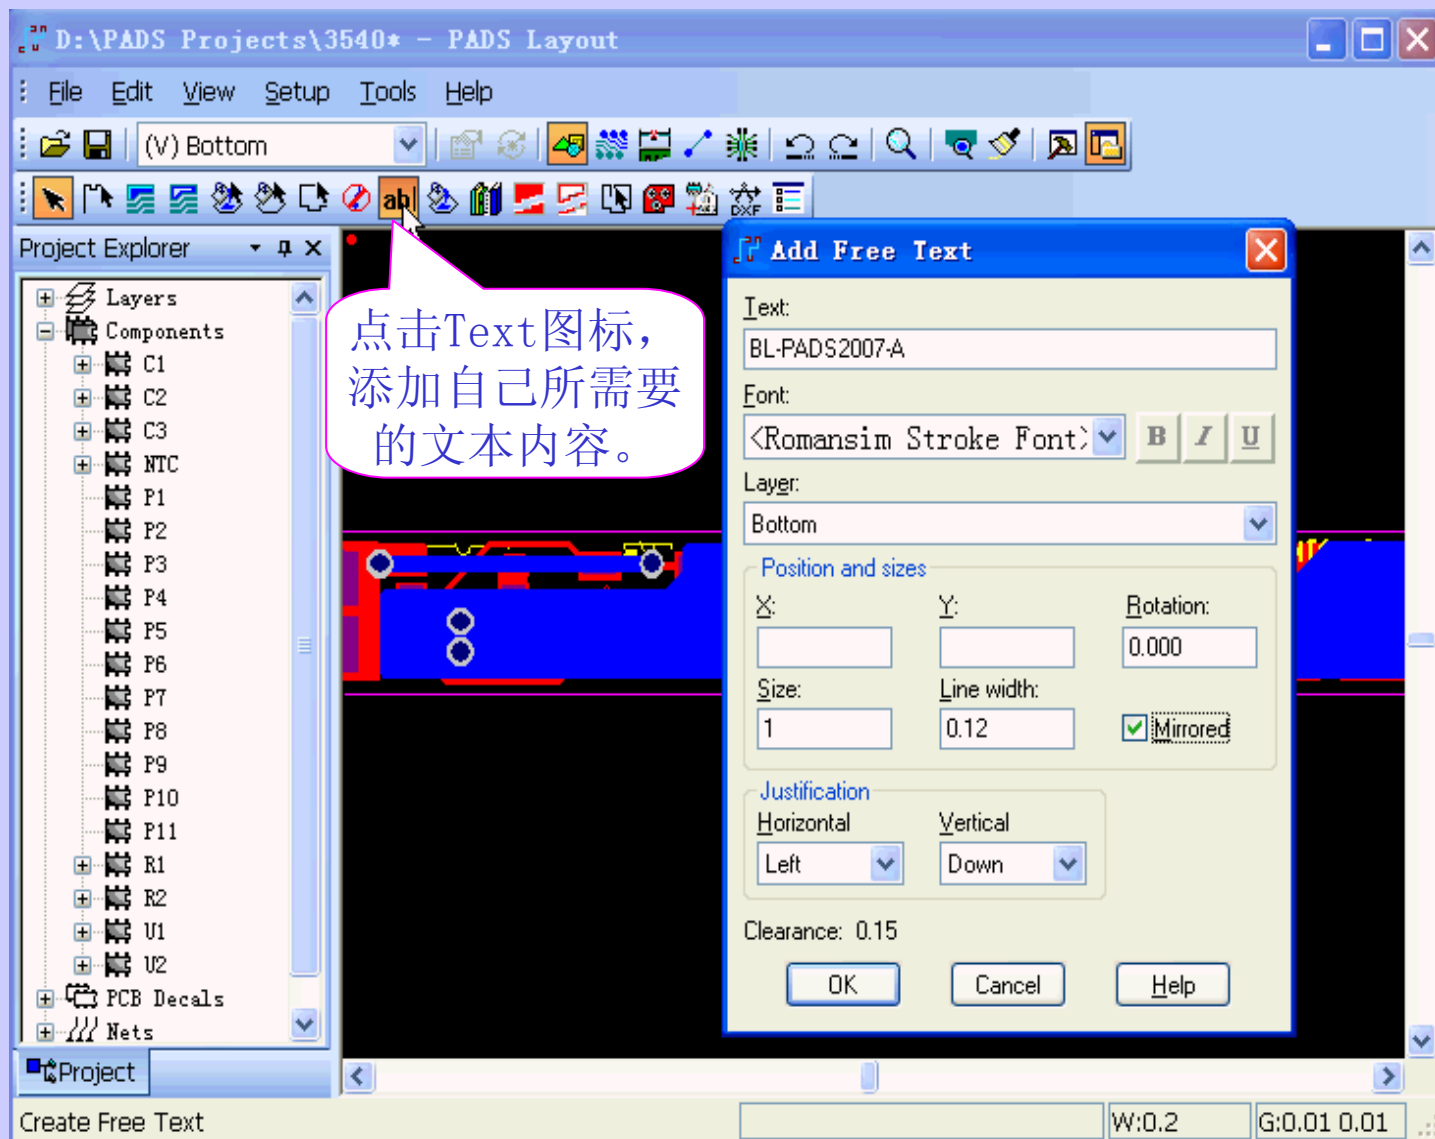 D:\PADS Projects\3540* - PADS Layout
File Edit View Setup Tools Help
(V) Bottom
ab|
DXF
Project Explorer
Layers
Components
C1
C2
C3
NTC
P1
P2
P3
P4
P5
P6
P7
P8
P9
P10
P11
R1
R2
U1
U2
PCB Decals
Nets
Project
点击Text图标，
添加自己所需要
的文本内容。
Add Free Text
Text:
BL-PADS2007-A
Font:
<Romansim Stroke Font>
B I U
Layer:
Bottom
Position and sizes
X: Y: Rotation:
0.000
Size: Line width:
1 0.12 Mirrored
Justification
Horizontal Vertical
Left Down
Clearance: 0.15
OK Cancel Help
Create Free Text W:0.2 G:0.01 0.01